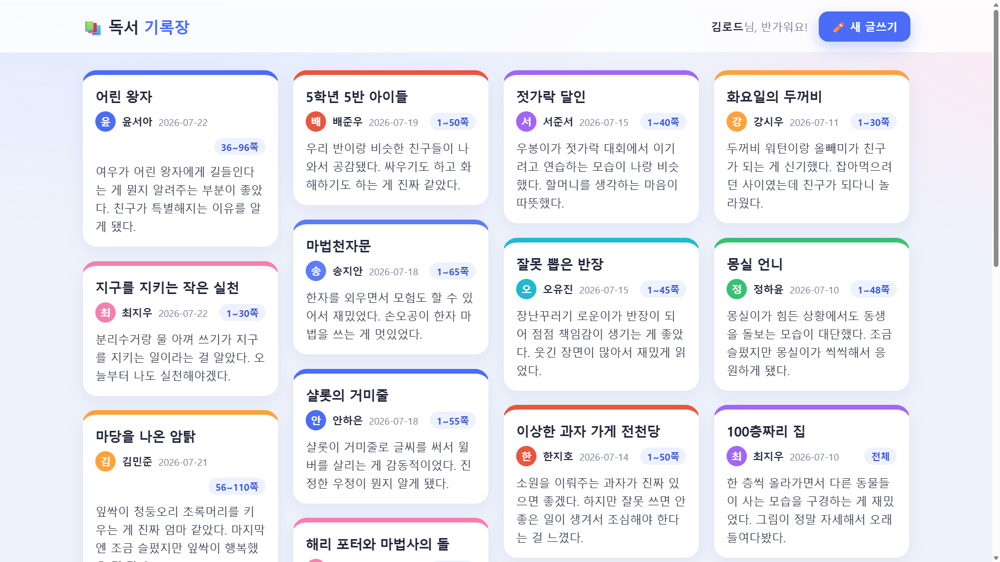 독서 기록장
김로드님, 반가워요!
새 글쓰기
어린 왕자
윤 윤서아 2026-07-22
36~96쪽
여우가 어린 왕자에게 길들인다
는 게 뭔지 알려주는 부분이 좋았
다. 친구가 특별해지는 이유를 알
게 됐다.
지구를 지키는 작은 실천
최 최지우 2026-07-22 1~30쪽
분리수거랑 물 아껴 쓰기가 지구
를 지키는 일이라는 걸 알았다. 오
늘부터 나도 실천해야겠다.
마당을 나온 암탉
김 김민준 2026-07-21
56~110쪽
잎싹이 청둥오리 초록머리를 키
우는 게 진짜 엄마 같았다. 마지막
엔 조금 슬펐지만 잎싹이 행복했
5학년 5반 아이들
배 배준우 2026-07-19 1~50쪽
우리 반이랑 비슷한 친구들이 나
와서 공감됐다. 싸우기도 하고 화
해하기도 하는 게 진짜 같았다.
마법천자문
송 송지안 2026-07-18 1~65쪽
한자를 외우면서 모험도 할 수 있
어서 재밌었다. 손오공이 한자 마
법을 쓰는 게 멋있었다.
샬롯의 거미줄
안 안하은 2026-07-18 1~55쪽
샬롯이 거미줄로 글씨를 써서 윌
버를 살리는 게 감동적이었다. 진
정한 우정이 뭔지 알게 됐다.
해리 포터와 마법사의 돌
젓가락 달인
서 서준서 2026-07-15 1~40쪽
우봉이가 젓가락 대회에서 이기
려고 연습하는 모습이 나랑 비슷
했다. 할머니를 생각하는 마음이
따뜻했다.
잘못 뽑은 반장
오 오유진 2026-07-15 1~45쪽
장난꾸러기 로운이가 반장이 되
어 점점 책임감이 생기는 게 좋았
다. 웃긴 장면이 많아서 재밌게 읽
었다.
이상한 과자 가게 전천당
한 한지호 2026-07-14 1~50쪽
소원을 이뤄주는 과자가 진짜 있
으면 좋겠다. 하지만 잘못 쓰면 안
좋은 일이 생겨서 조심해야 한다
는 걸 느꼈다.
화요일의 두꺼비
강 강시우 2026-07-11 1~30쪽
두꺼비 워턴이랑 올빼미가 친구
가 되는 게 신기했다. 잡아먹으려
던 사이였는데 친구가 되다니 놀
라웠다.
몽실 언니
정 정하윤 2026-07-10 1~48쪽
몽실이가 힘든 상황에서도 동생
을 돌보는 모습이 대단했다. 조금
슬펐지만 몽실이가 씩씩해서 응
원하게 됐다.
100층짜리 집
최 최지우 2026-07-10 전체
한 층씩 올라가면서 다른 동물들
이 사는 모습을 구경하는 게 재밌
었다. 그림이 정말 자세해서 오래
들여다봤다.